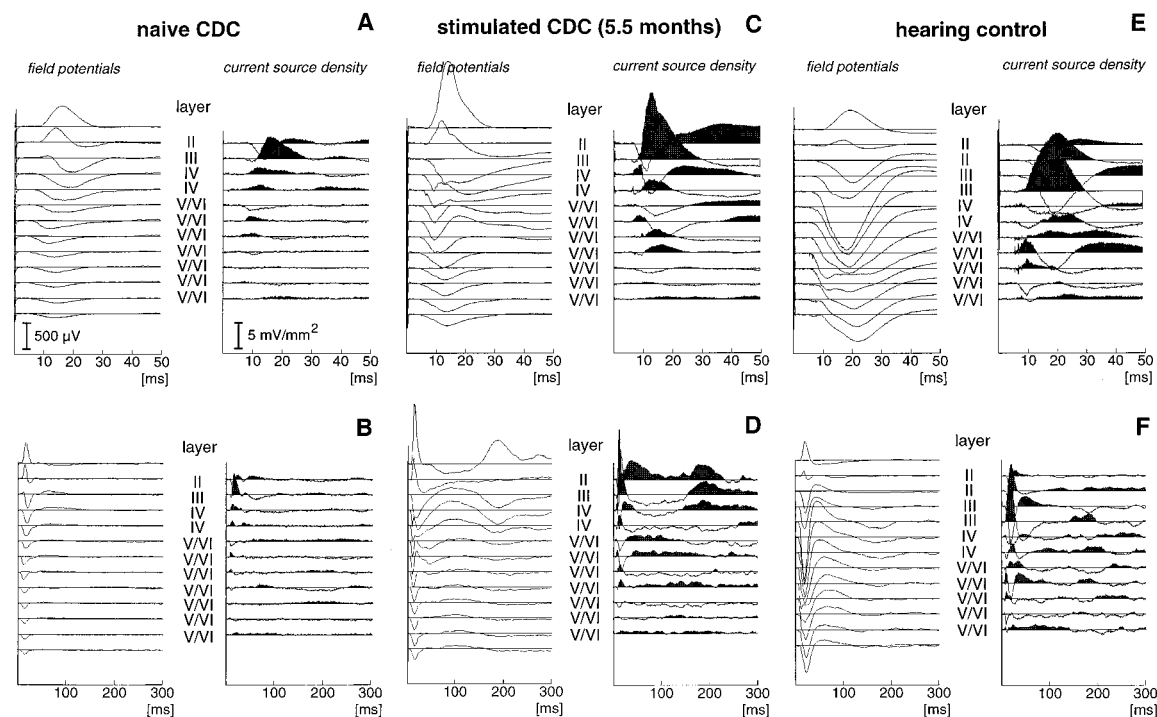 naive CDC A
field potentials current source density
layer
II
III
IV
IV
V/VI
V/VI
V/VI
V/VI
V/VI
V/VI
V/VI
500 µV
5 mV/mm²
10 20 30 40 50
[ms]
10 20 30 40 50
[ms]
stimulated CDC (5.5 months) C
field potentials current source density
layer
II
III
IV
IV
V/VI
V/VI
V/VI
V/VI
V/VI
V/VI
V/VI
10 20 30 40 50
[ms]
10 20 30 40 50
[ms]
hearing control E
field potentials current source density
layer
II
II
III
III
IV
IV
V/VI
V/VI
V/VI
V/VI
V/VI
10 20 30 40 50
[ms]
10 20 30 40 50
[ms]
B
layer
II
III
IV
IV
V/VI
V/VI
V/VI
V/VI
V/VI
V/VI
V/VI
100 200 300
[ms]
100 200 300
[ms]
D
layer
II
III
IV
IV
V/VI
V/VI
V/VI
V/VI
V/VI
V/VI
V/VI
100 200 300
[ms]
100 200 300
[ms]
F
layer
II
II
III
III
IV
IV
V/VI
V/VI
V/VI
V/VI
V/VI
100 200 300
[ms]
100 200 300
[ms]